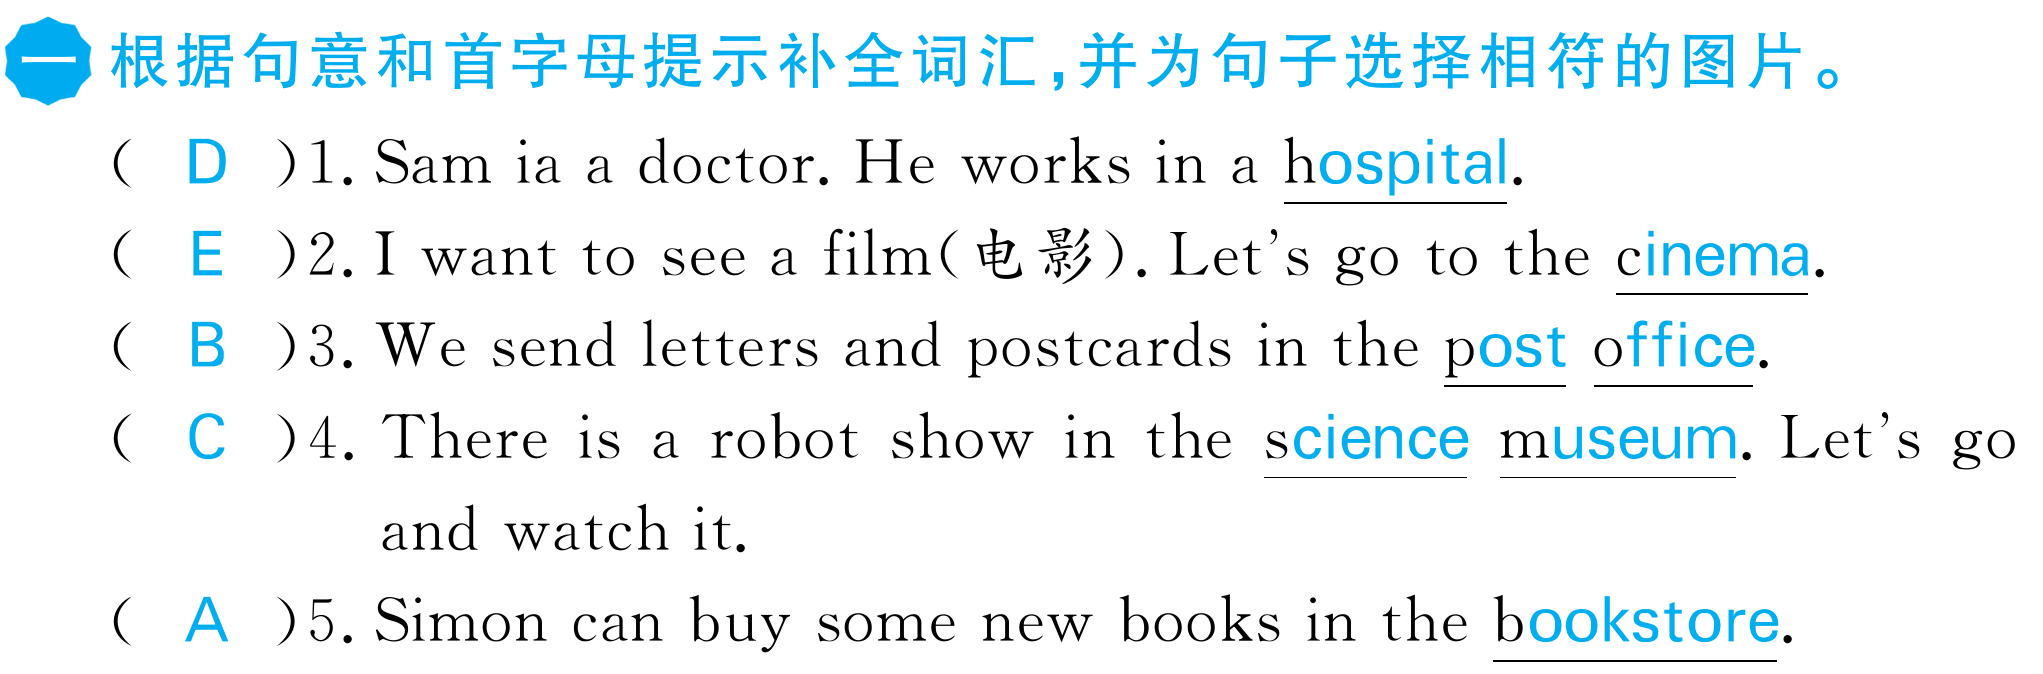 一 根据句意和首字母提示补全词汇,并为句子选择相符的图片。
( D )1. Sam ia a doctor. He works in a hospital.
( E )2. I want to see a film(电影). Let's go to the cinema.
( B )3. We send letters and postcards in the post office.
( C )4. There is a robot show in the science museum. Let's go
and watch it.
( A )5. Simon can buy some new books in the bookstore.